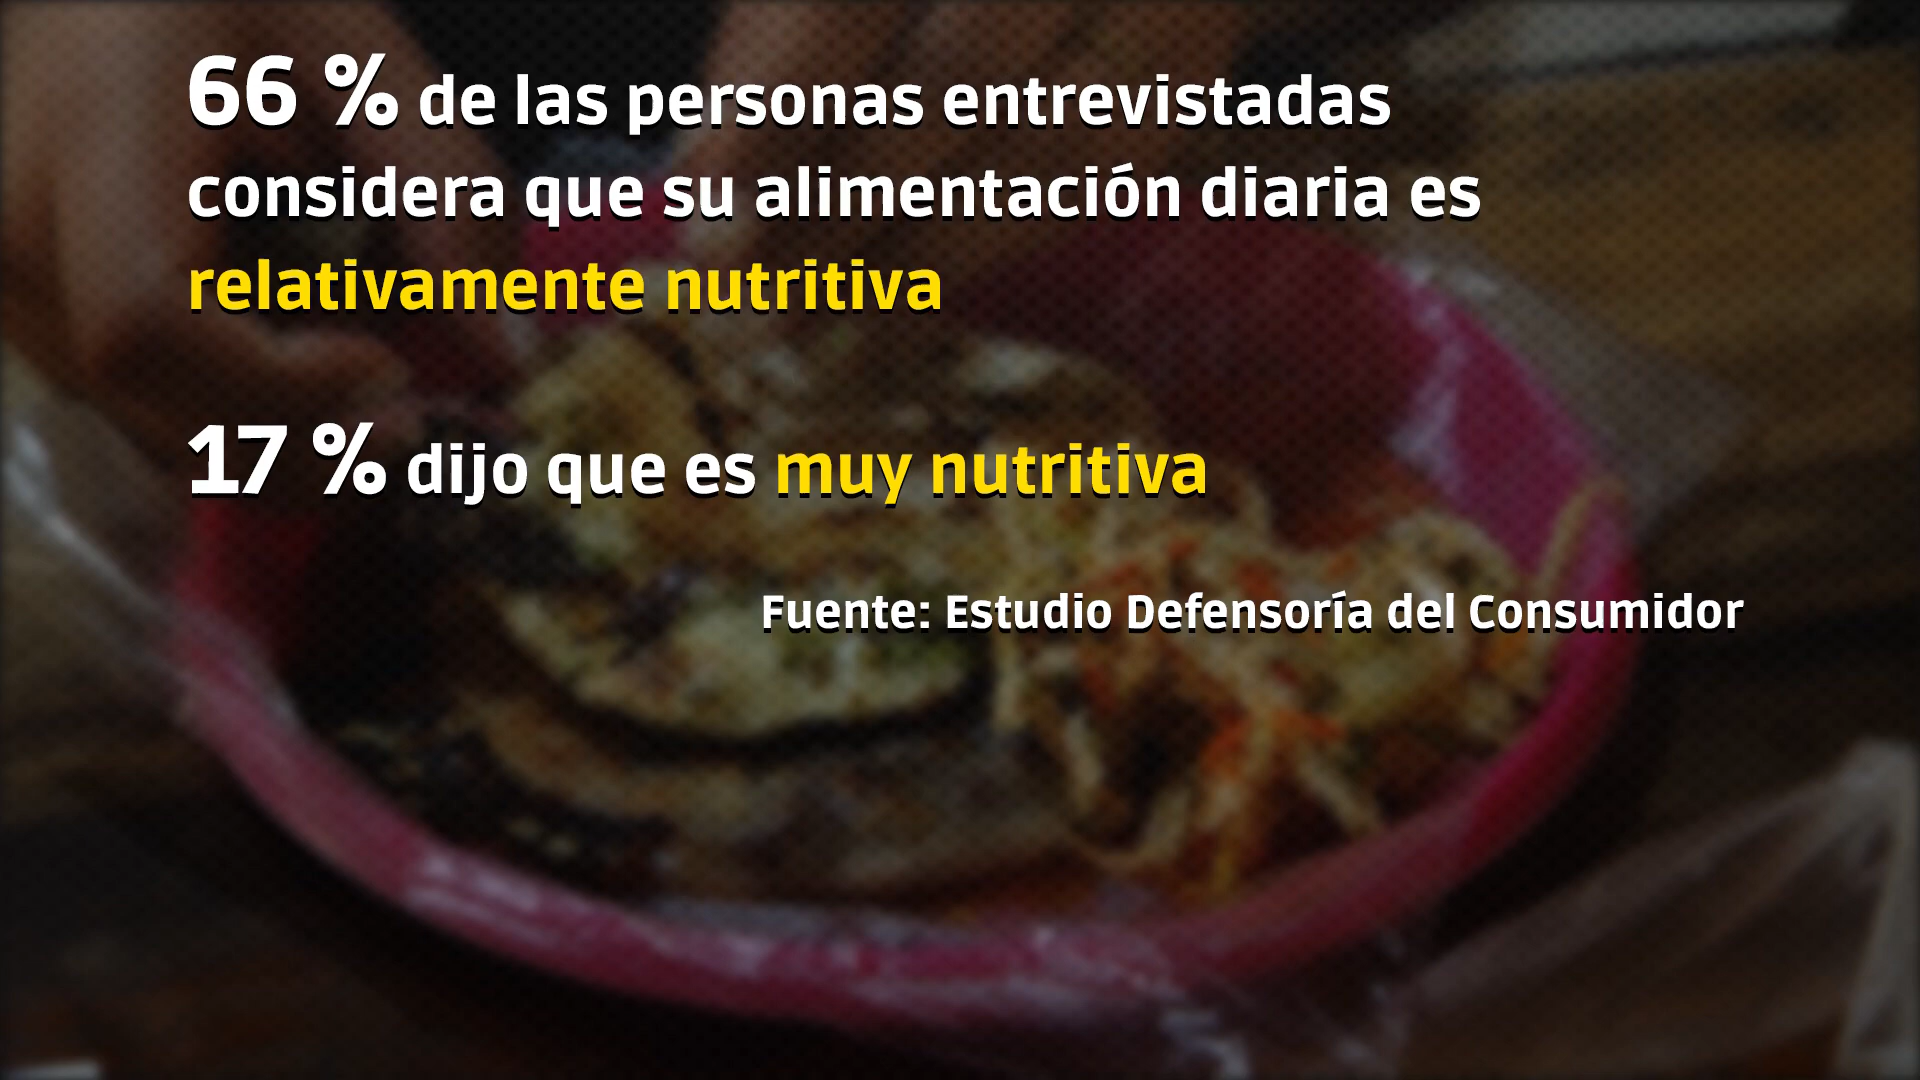 66 % de las personas entrevistadas
considera que su alimentación diaria es
relativamente nutritiva
17 % dijo que es muy nutritiva
Fuente: Estudio Defensoría del Consumidor